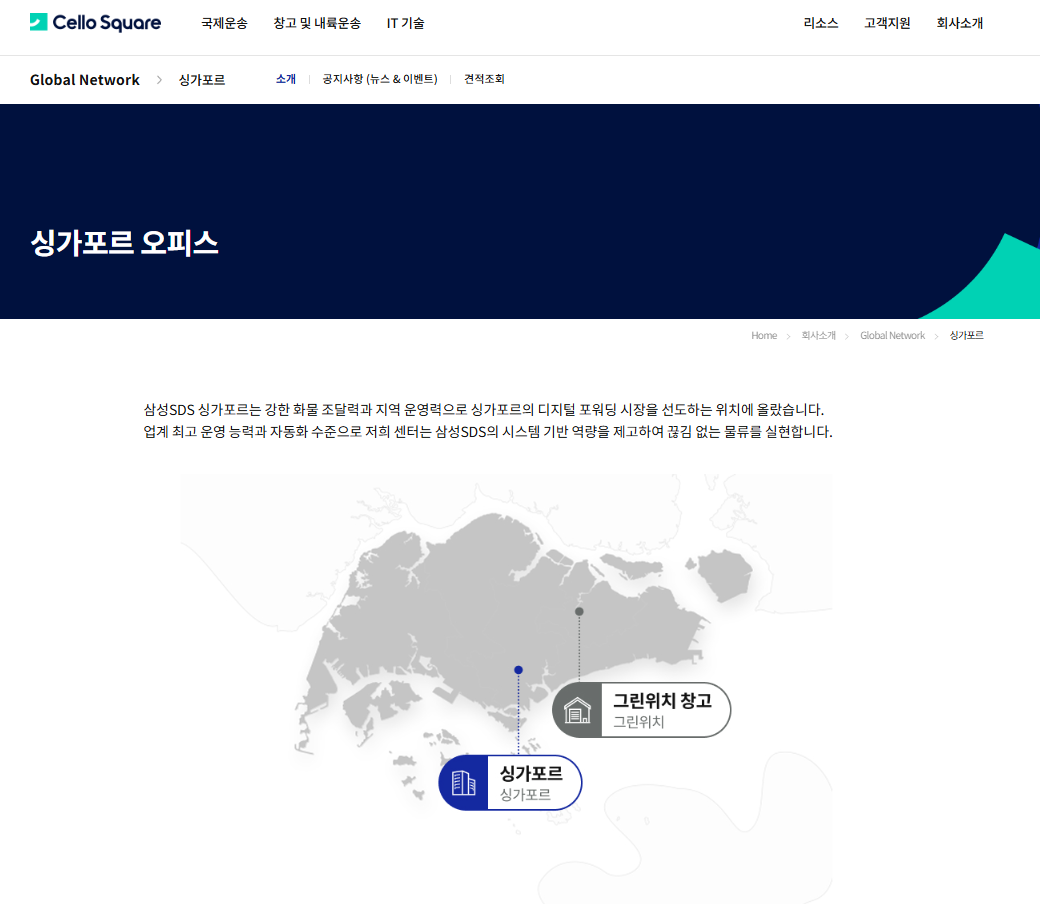 Cello Square 국제운송 창고 및 내륙운송 IT 기술 리소스 고객지원 회사소개
Global Network > 싱가포르 소개 | 공지사항 (뉴스 & 이벤트) | 견적조회
싱가포르 오피스
Home > 회사소개 > Global Network > 싱가포르
삼성SDS 싱가포르는 강한 화물 조달력과 지역 운영력으로 싱가포르의 디지털 포워딩 시장을 선도하는 위치에 올랐습니다.
업계 최고 운영 능력과 자동화 수준으로 저희 센터는 삼성SDS의 시스템 기반 역량을 제고하여 끊김 없는 물류를 실현합니다.
그린위치 창고
그린위치
싱가포르
싱가포르